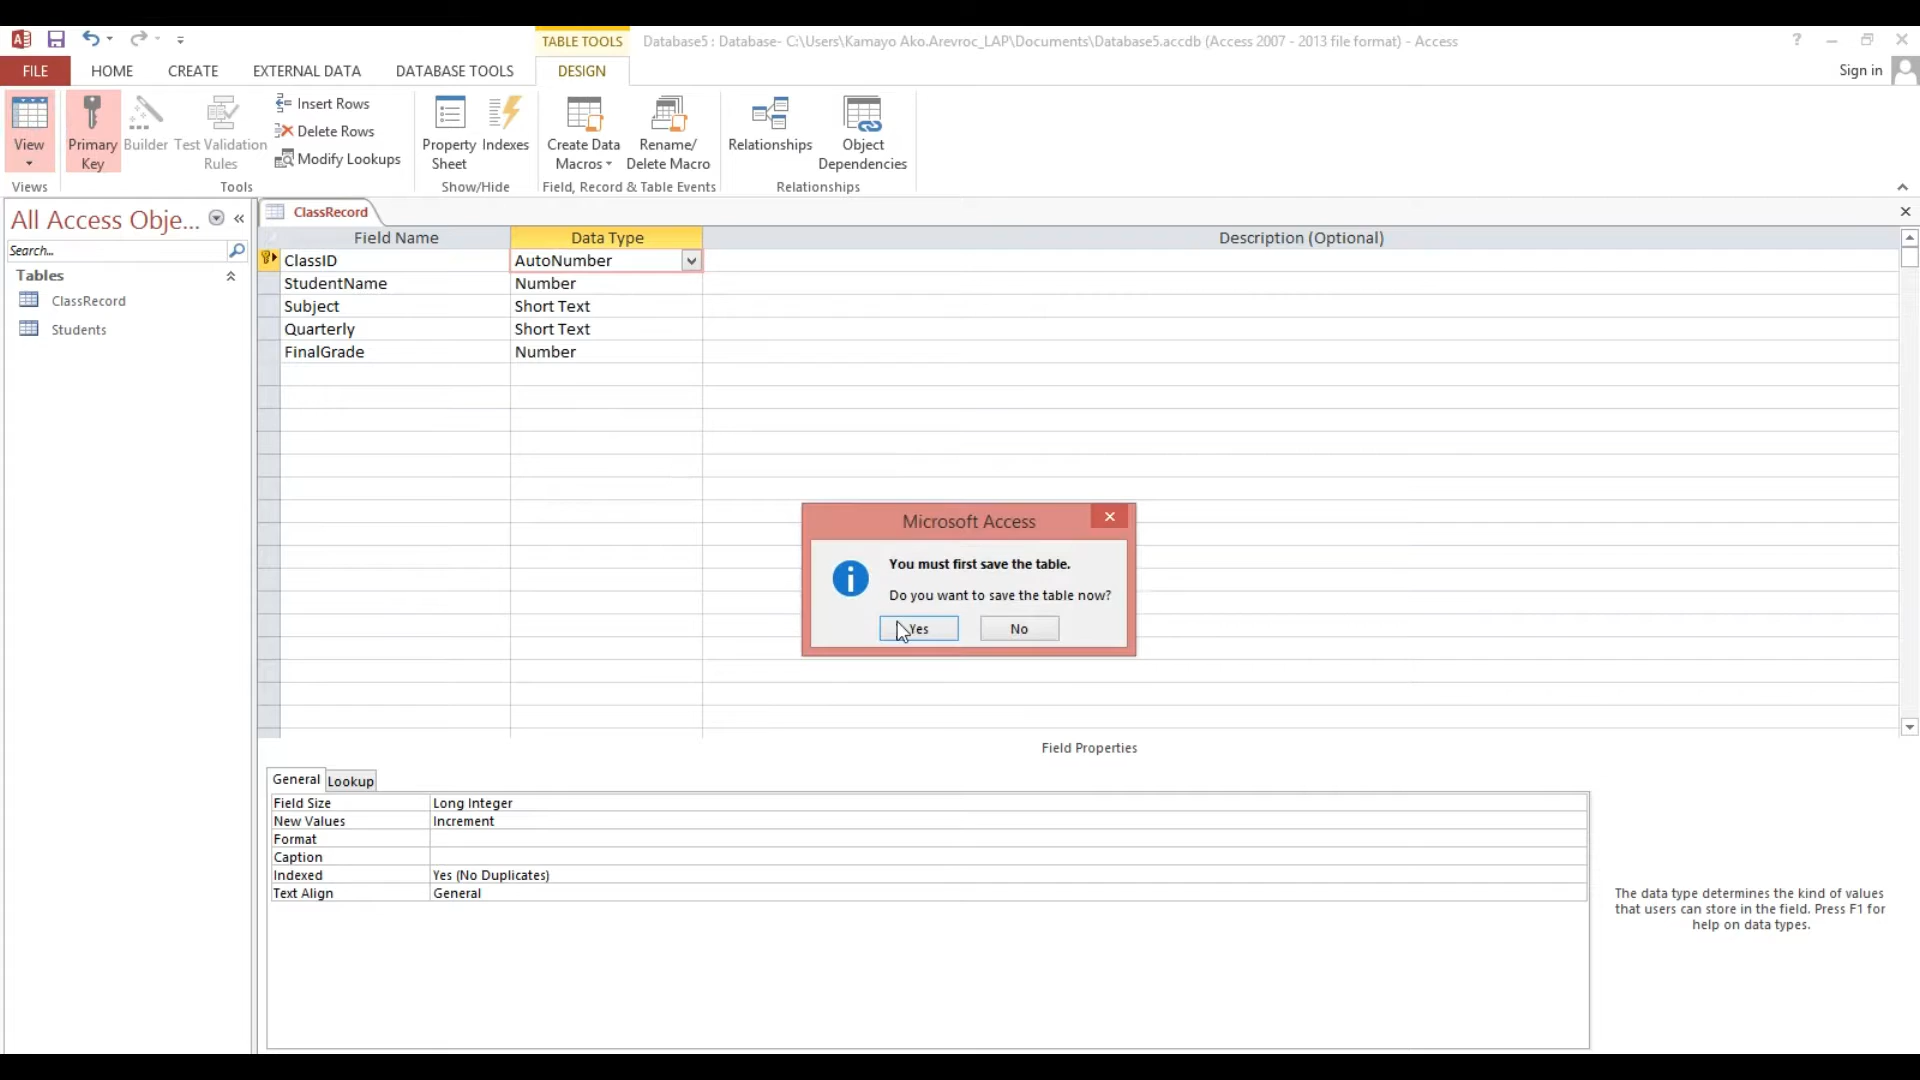 TABLE TOOLS
Database5 : Database- C:\Users\Kamayo Ako.Arevroc_LAP\Documents\Database5.accdb (Access 2007 - 2013 file format) - Access
?
FILE
HOME
CREATE
EXTERNAL DATA
DATABASE TOOLS
DESIGN
Sign in
View
Primary Key
Builder
Test Validation Rules
Insert Rows
Delete Rows
Modify Lookups
Property Sheet
Indexes
Create Data Macros
Rename/ Delete Macro
Relationships
Object Dependencies
Views
Tools
Show/Hide
Field, Record & Table Events
Relationships
All Access Obje...
Search...
Tables
ClassRecord
Students
ClassRecord
Field Name Data Type Description (Optional)
ClassID AutoNumber
StudentName Number
Subject Short Text
Quarterly Short Text
FinalGrade Number
Microsoft Access
You must first save the table.
Do you want to save the table now?
Yes No
Field Properties
General Lookup
Field Size Long Integer
New Values Increment
Format
Caption
Indexed Yes (No Duplicates)
Text Align General
The data type determines the kind of values
that users can store in the field. Press F1 for
help on data types.